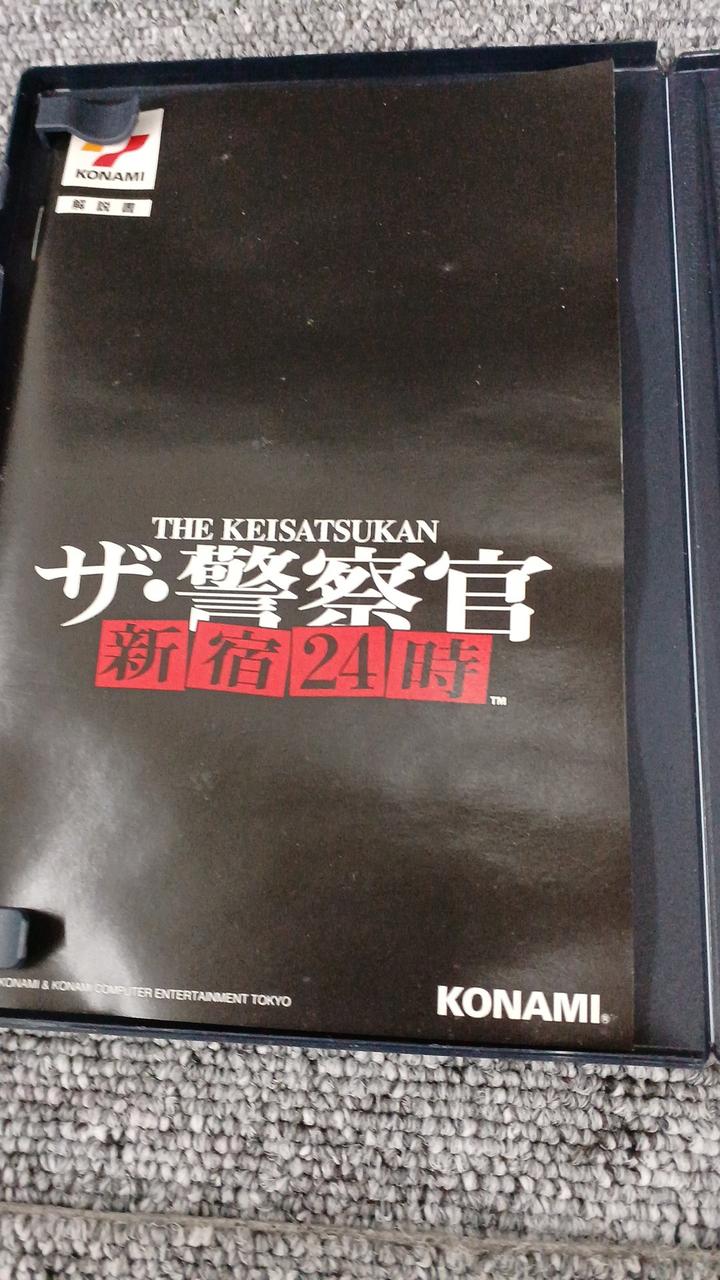 KONAMI
解説書
THE KEISATSUKAN
ザ・警察官
新宿24時
TM
KONAMI & KONAMI COMPUTER ENTERTAINMENT TOKYO
KONAMI®